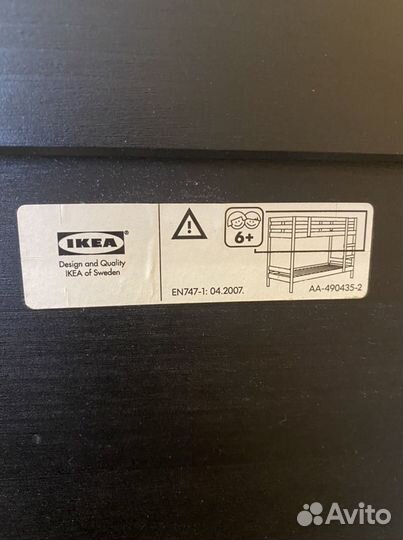 IKEA®
Design and Quality
IKEA of Sweden
6+
EN747-1: 04.2007.
AA-490435-2
Avito